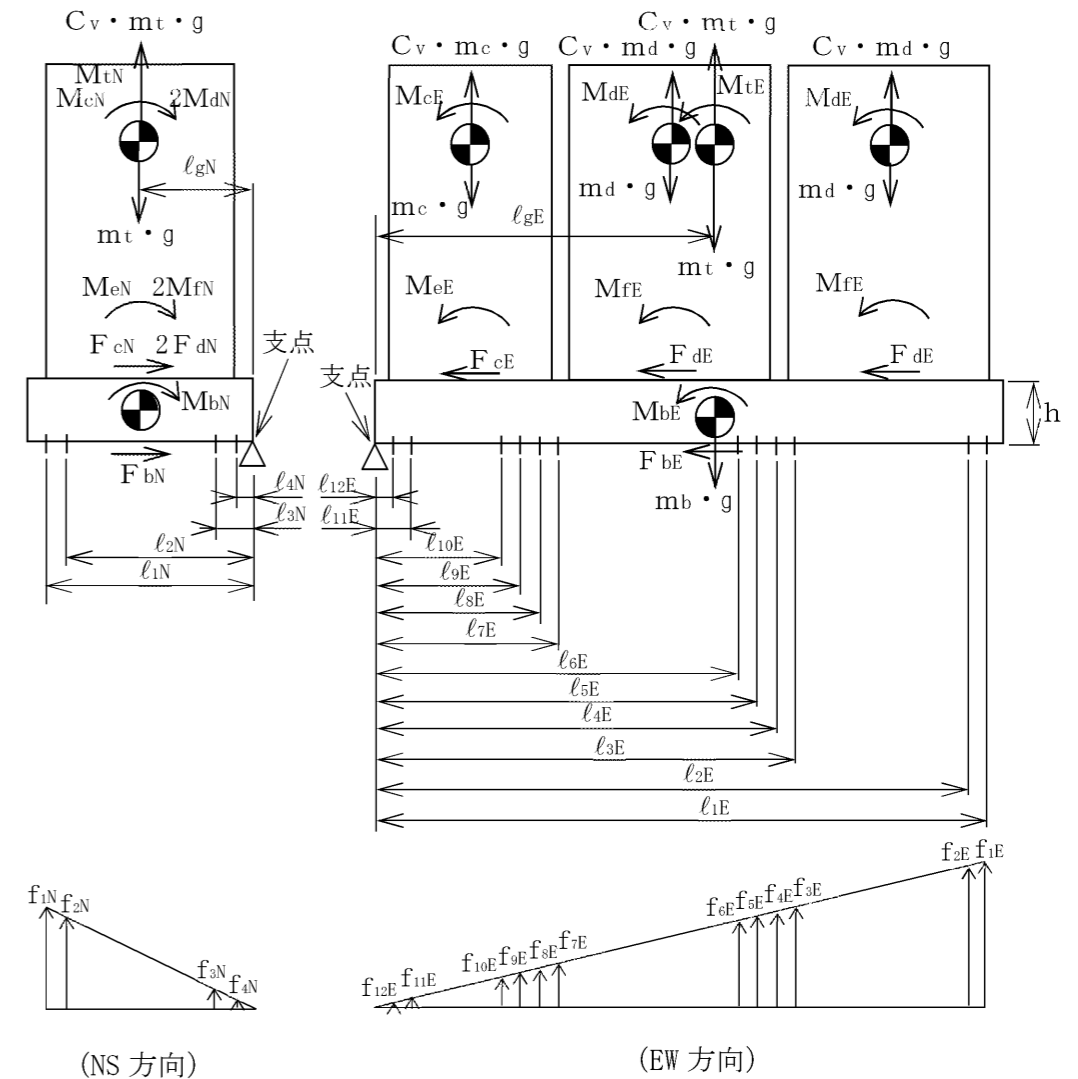 Cv・mt・g
MtN
McN 2MdN
ℓgN
mt・g
MeN 2MfN
FcN 2FdN
MbN
FbN
支点
ℓ4N
ℓ3N
ℓ2N
ℓ1N
Cv・mt・g
Cv・mc・g
Cv・md・g
Cv・md・g
McE
MdE
MtE
MdE
mc・g
md・g
md・g
ℓgE
mt・g
MeE
MfE
MfE
FcE
FdE
FdE
支点
MbE
h
FbE
mb・g
ℓ12E
ℓ11E
ℓ10E
ℓ9E
ℓ8E
ℓ7E
ℓ6E
ℓ5E
ℓ4E
ℓ3E
ℓ2E
ℓ1E
f1N
f2N
f3N
f4N
f12E
f11E
f10E
f9E
f8E
f7E
f6E
f5E
f4E
f3E
f2E
f1E
(NS 方向)
(EW 方向)